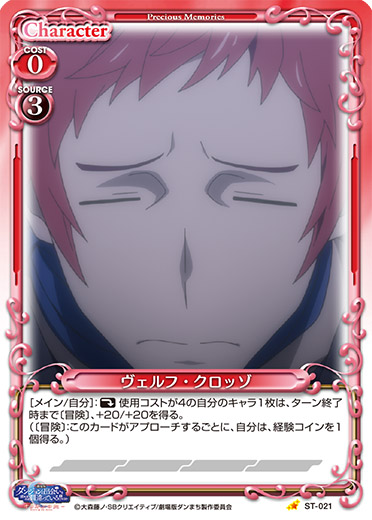 Precious Memories
Character
COST
0
SOURCE
3
ヴェルフ・クロッゾ
[メイン/自分]: 使用コストが4の自分のキャラ1枚は、ターン終了
時まで〔冒険〕、+20/+20を得る。
(〔冒険〕:このカードがアプローチするごとに、自分は、経験コインを1
個得る。)
©大森藤ノ・SBクリエイティブ/劇場版ダンまち製作委員会
ST-021